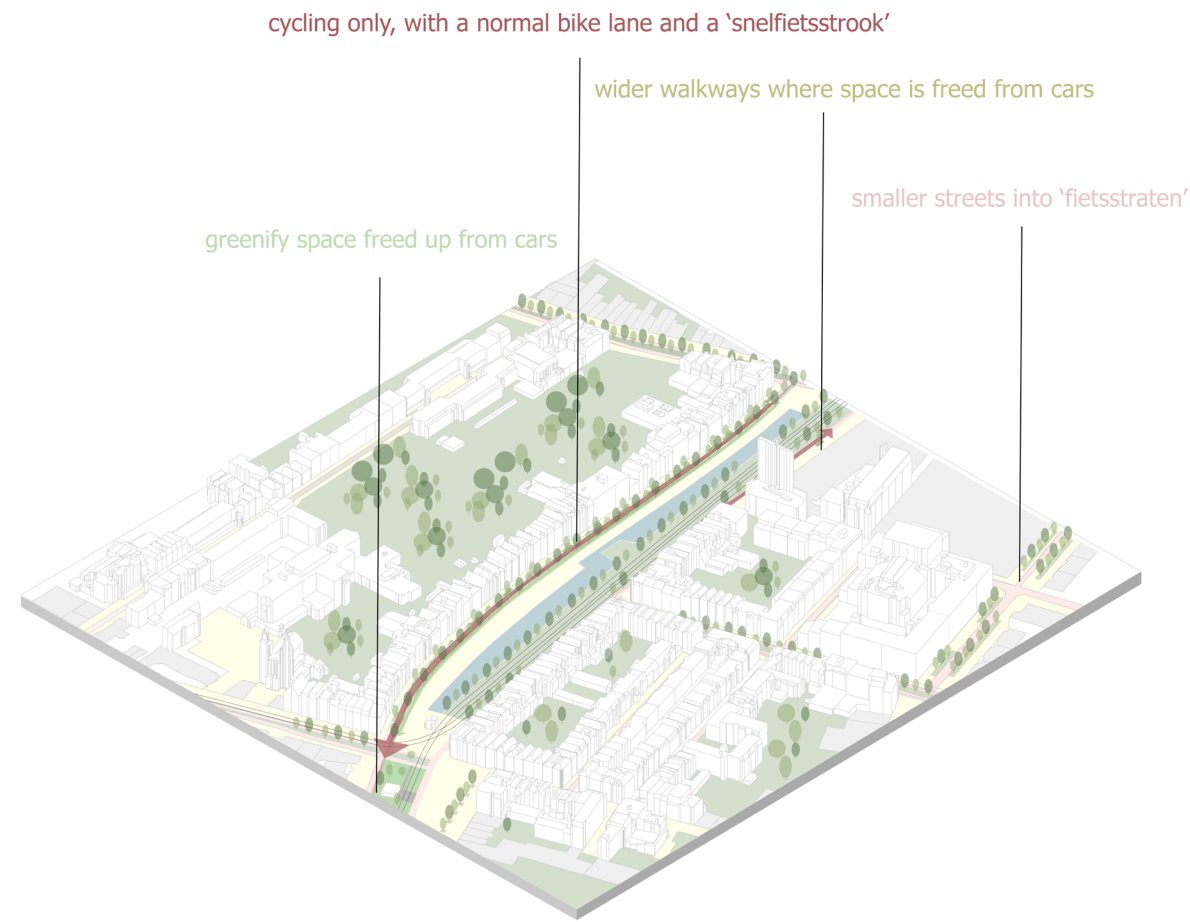 cycling only, with a normal bike lane and a ‘snelfietsstrook’
wider walkways where space is freed from cars
smaller streets into ‘fietsstraten’
greenify space freed up from cars